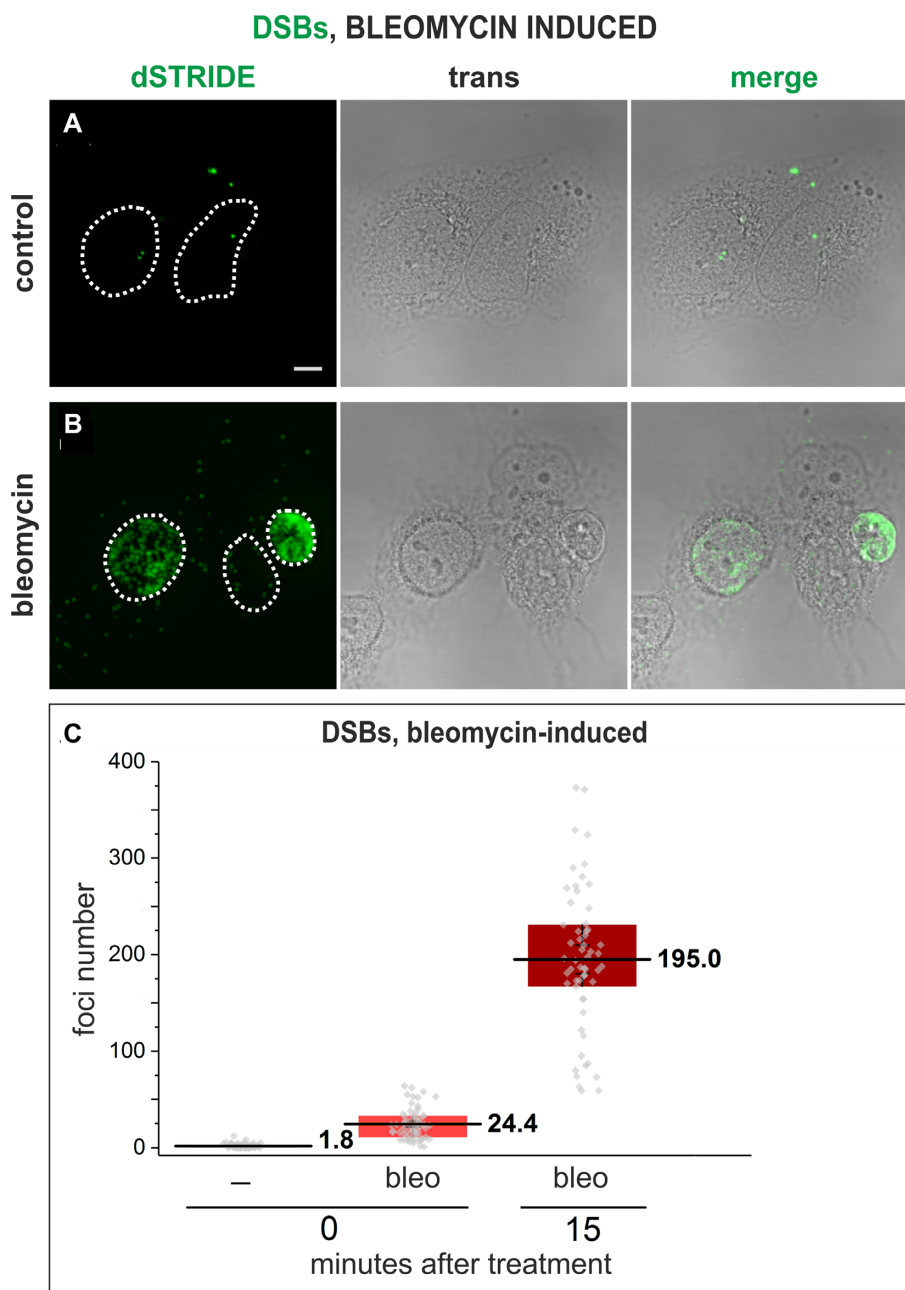 DSBs, BLEOMYCIN INDUCED
dSTRIDE trans merge
A
control
B
bleomycin
C
DSBs, bleomycin-induced
400
300
200
100
0
foci number
195.0
24.4
1.8
– bleo bleo
0 15
minutes after treatment